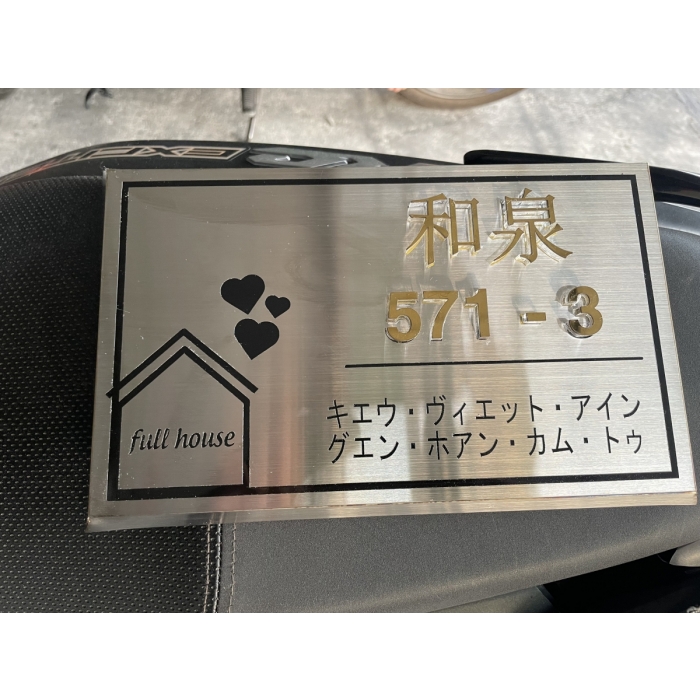 EXCITER
和泉
571 - 3
キエウ・ヴィエット・アイン
グエン・ホアン・カム・トゥ
full house